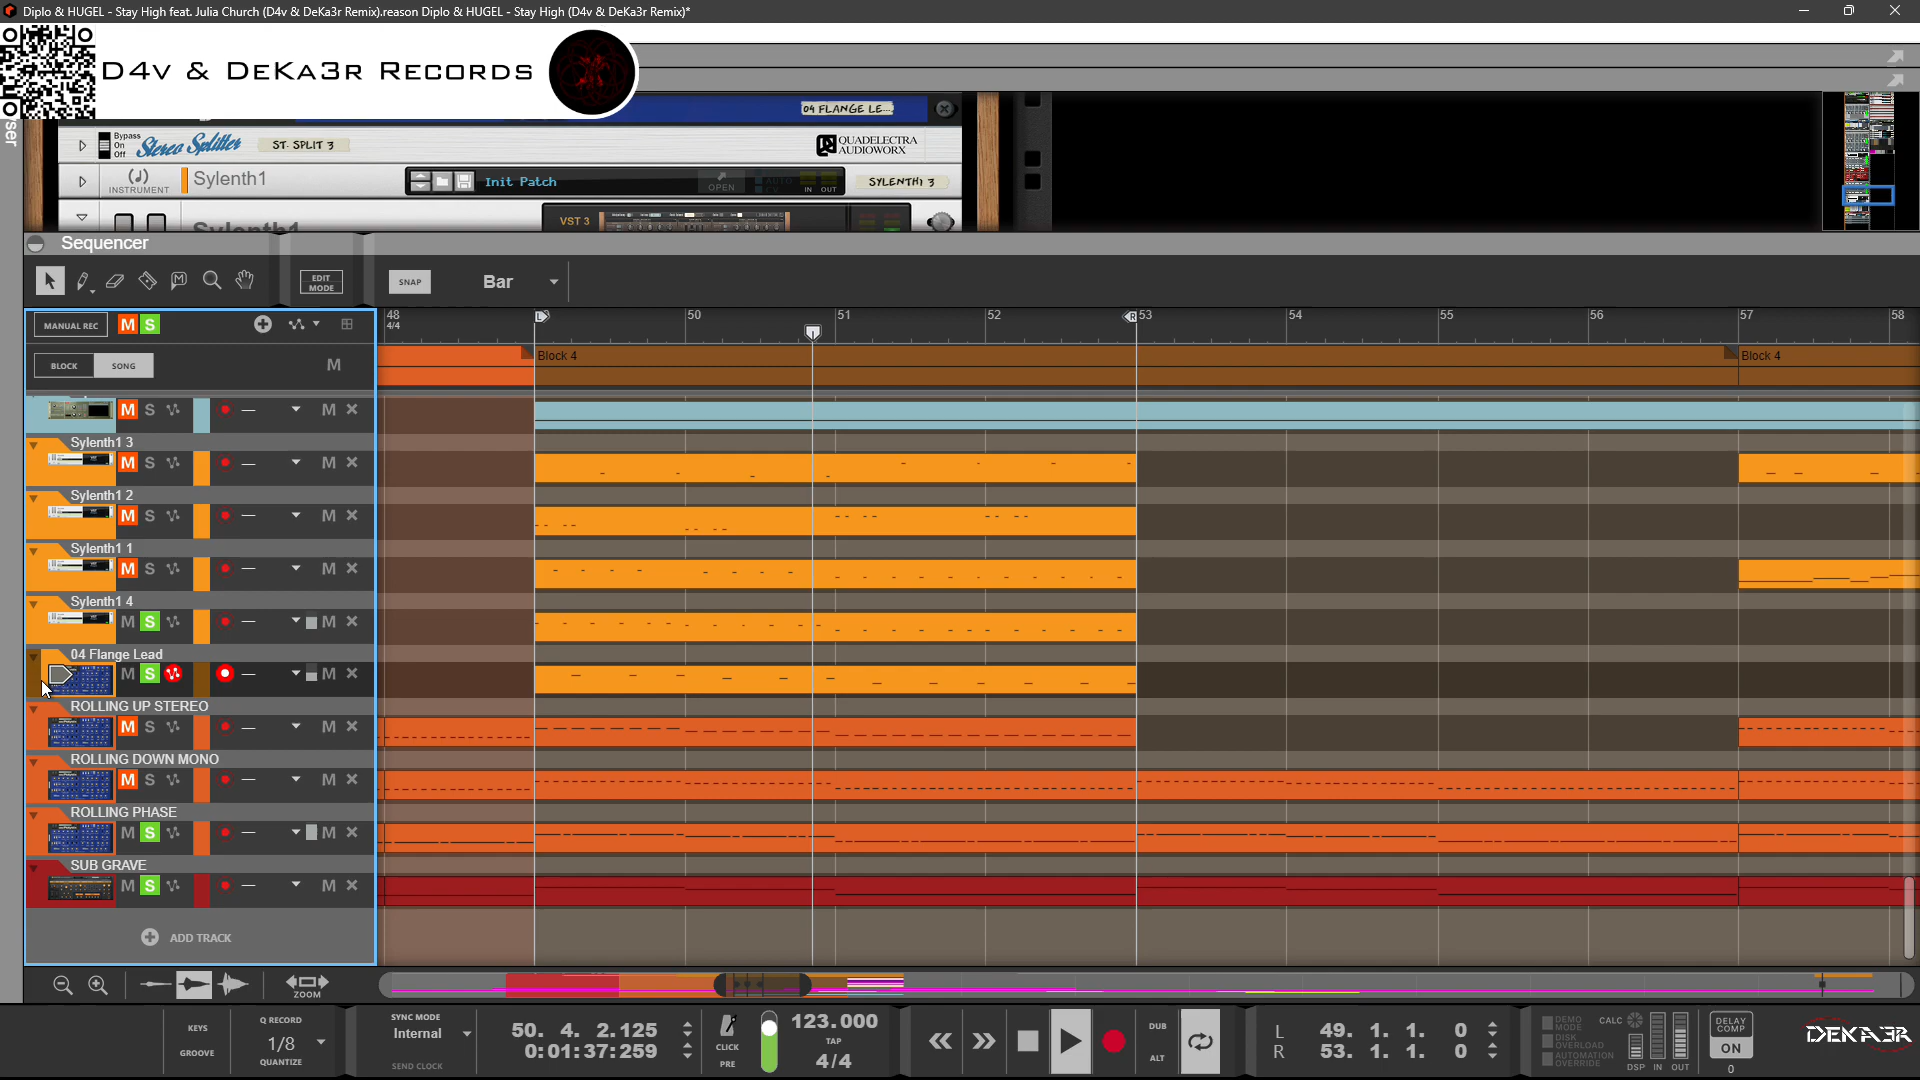 Diplo & HUGEL - Stay High feat. Julia Church (D4v & DeKa3r Remix).reason Diplo & HUGEL - Stay High (D4v & DeKa3r Remix)*
D4v & DeKa3r Records
04 FLANGE LE...
Bypass
On
Off
Stereo Splitter
ST. SPLIT 3
QUADELECTRA
AUDIOWORX
INSTRUMENT
Sylenth1
Init Patch
OPEN
AUTO
CV
IN OUT
SYLENTH1 3
Sylenth1
VST 3
ser
Sequencer
EDIT
MODE
SNAP
Bar
MANUAL REC
M S
48
4/4
50
51
52
53
54
55
56
57
58
L
R
BLOCK
SONG
M
Block 4
Block 4
M S M
Sylenth1 3
M S M
Sylenth1 2
M S M
Sylenth1 1
M S M
Sylenth1 4
M S M
04 Flange Lead
M S M
ROLLING UP STEREO
M S M
ROLLING DOWN MONO
M S M
ROLLING PHASE
M S M
SUB GRAVE
M S M
ADD TRACK
ZOOM
KEYS
GROOVE
Q RECORD
1/8
QUANTIZE
SYNC MODE
Internal
SEND CLOCK
50. 4. 2.125
0:01:37:259
CLICK
PRE
123.000
TAP
4/4
DUB
ALT
L 49. 1. 1. 0
R 53. 1. 1. 0
DEMO
MODE
DISK
OVERLOAD
AUTOMATION
OVERRIDE
CALC
DSP IN OUT
DELAY
COMP
ON
0
DEKA3R